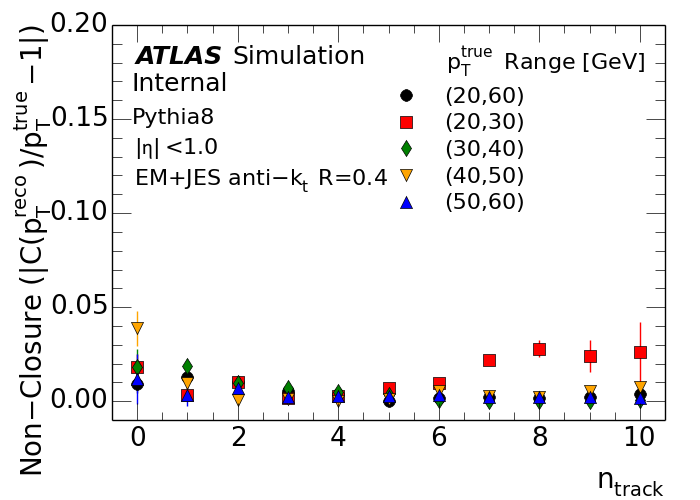 Non−Closure (|C(p_T^reco)/p_T^true −1|)
0.20
0.15
0.10
0.05
0.00
ATLAS Simulation
Internal
Pythia8
|η| <1.0
EM+JES anti−k_t R=0.4
p_T^true Range [GeV]
(20,60)
(20,30)
(30,40)
(40,50)
(50,60)
0 2 4 6 8 10
n_track